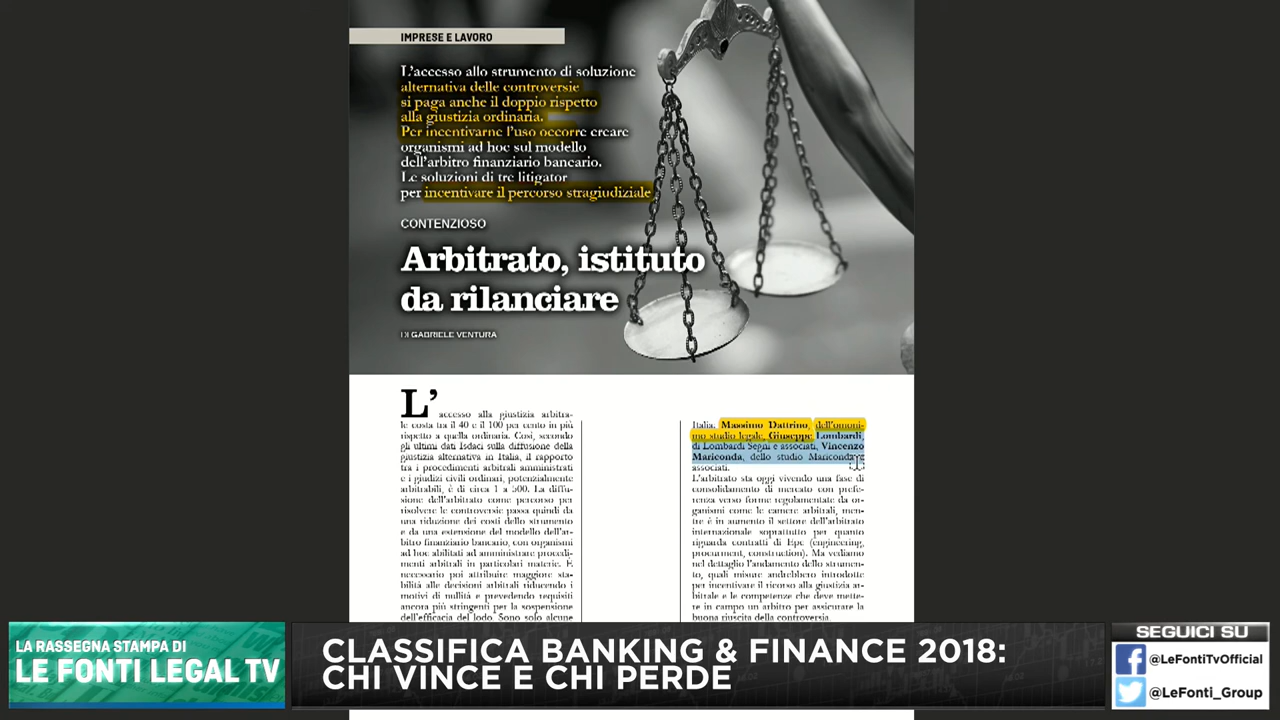 IMPRESE E LAVORO
L'accesso allo strumento di soluzione
alternativa delle controversie
si paga anche il doppio rispetto
alla giustizia ordinaria.
Per incentivarne l'uso occorre creare
organismi ad hoc sul modello
dell'arbitro finanziario bancario.
Le soluzioni di tre litigator
per incentivare il percorso stragiudiziale
CONTENZIOSO
Arbitrato, istituto
da rilanciare
DI GABRIELE VENTURA
L'accesso alla giustizia arbitra-
le costa tra il 40 e il 100 per cento in più
rispetto a quella ordinaria. Così, secondo
gli ultimi dati Isdaci sulla diffusione della
giustizia alternativa in Italia, il rapporto
tra i procedimenti arbitrali amministrati
e i giudizi civili ordinari, potenzialmente
arbitrabili, è di circa 1 a 500. La diffu-
sione dell'arbitrato come percorso per
risolvere le controversie passa quindi da
una riduzione dei costi dello strumento
e da una estensione del modello dell'ar-
bitro finanziario bancario, con organismi
ad hoc abilitati ad amministrare procedi-
menti arbitrali in particolari materie. È
necessario poi attribuire maggiore sta-
bilità alle decisioni arbitrali riducendo i
motivi di nullità e prevedendo requisiti
ancora più stringenti per la sospensione
dell'efficacia del lodo. Sono solo alcune
Italia, Massimo Dattrino, dell'omoni-
mo studio legale, Giuseppe Lombardi,
di Lombardi Segni e associati, Vincenzo
Mariconda, dello studio Mariconda e
associati.
L'arbitrato sta oggi vivendo una fase di
consolidamento di mercato con prefe-
renza verso forme regolamentate da or-
ganismi come le camere arbitrali, men-
tre è in aumento il settore dell'arbitrato
internazionale soprattutto per quanto
riguarda contratti di Epc (engineering,
procurment, construction). Ma vediamo
nel dettaglio l'andamento dello strumen-
to, quali misure andrebbero introdotte
per incentivare il ricorso alla giustizia ar-
bitrale e le competenze che deve mette-
re in campo un arbitro per assicurare la
buona riuscita della controversia.
LA RASSEGNA STAMPA DI
LE FONTI LEGAL TV
CLASSIFICA BANKING & FINANCE 2018:
CHI VINCE E CHI PERDE
SEGUICI SU
@LeFontiTvOfficial
@LeFonti_Group